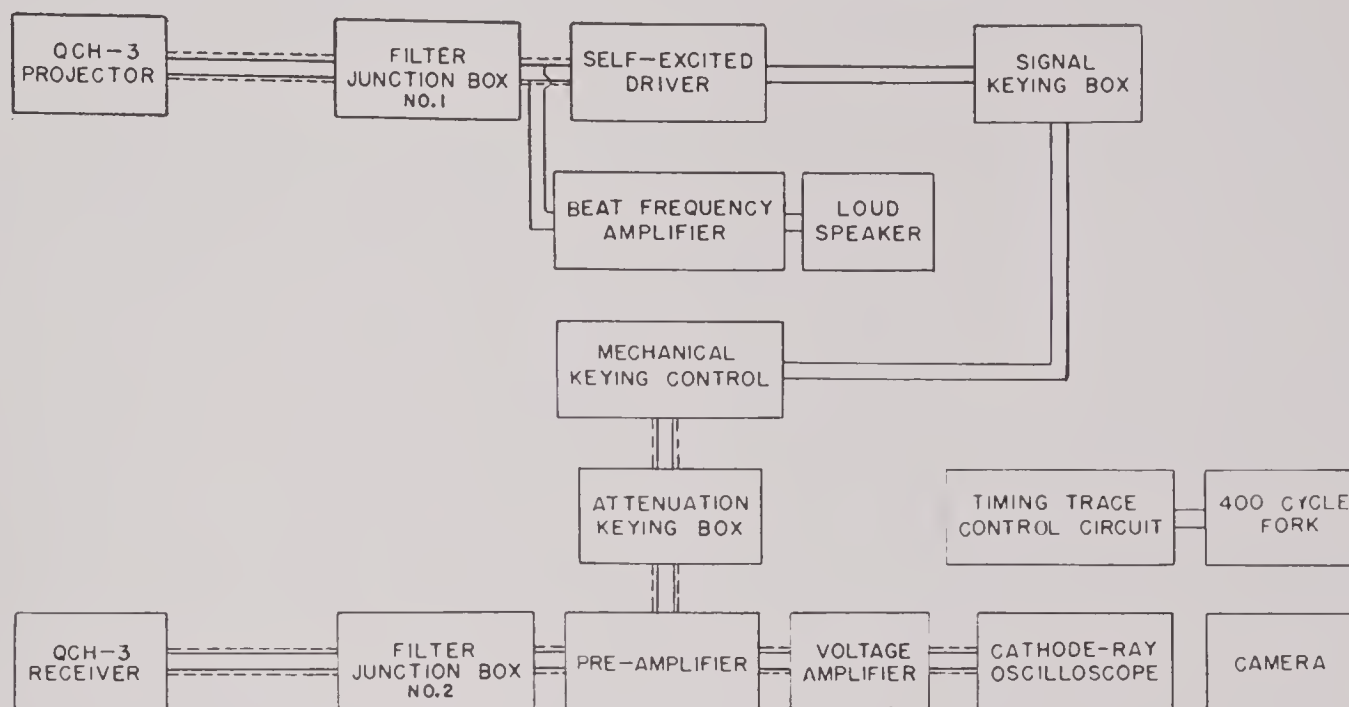 QCH-3
PROJECTOR
FILTER
JUNCTION BOX
NO.1
SELF-EXCITED
DRIVER
SIGNAL
KEYING BOX
BEAT FREQUENCY
AMPLIFIER
LOUD
SPEAKER
MECHANICAL
KEYING CONTROL
ATTENUATION
KEYING BOX
TIMING TRACE
CONTROL CIRCUIT
400 CYCLE
FORK
QCH-3
RECEIVER
FILTER
JUNCTION BOX
NO.2
PRE-AMPLIFIER
VOLTAGE
AMPLIFIER
CATHODE-RAY
OSCILLOSCOPE
CAMERA